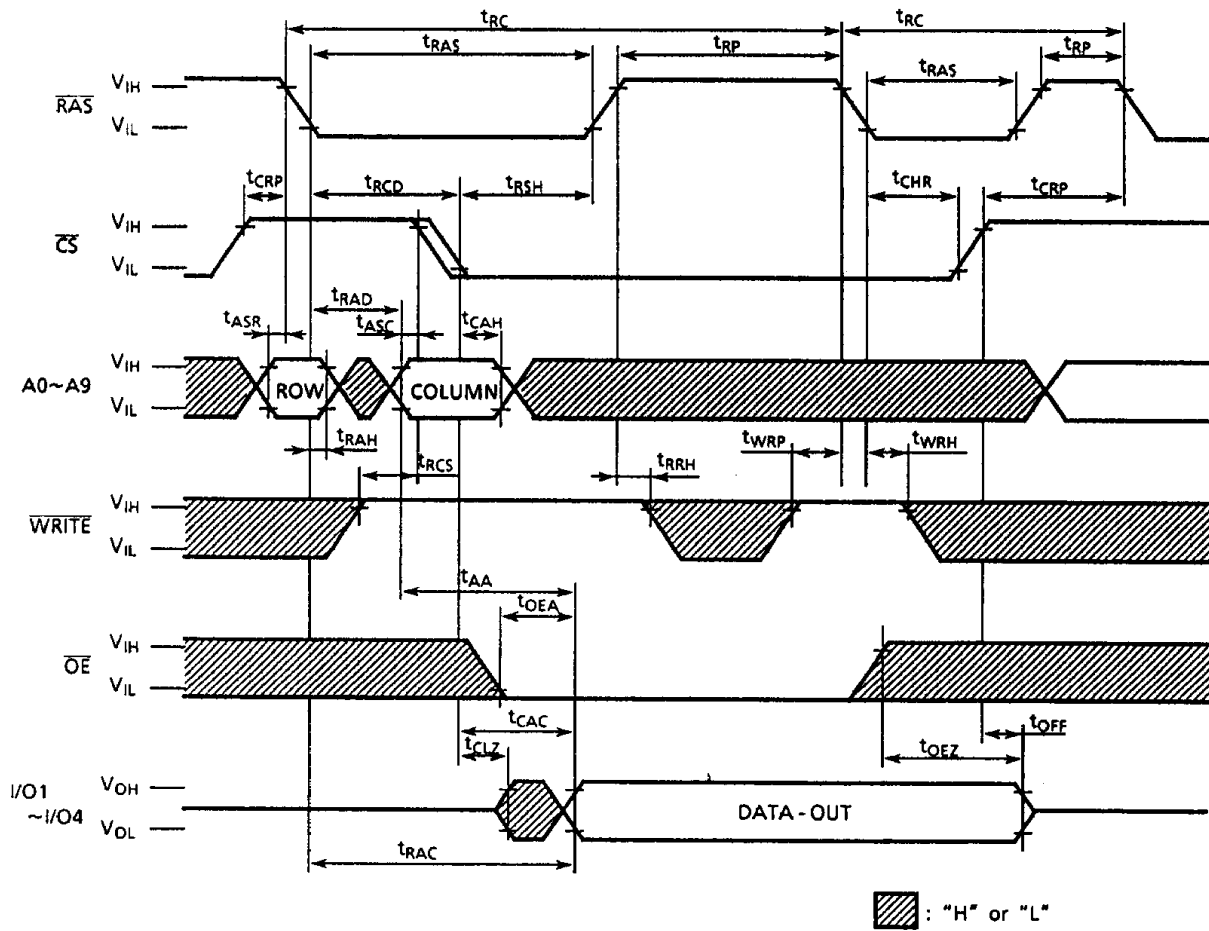 tRC tRC
tRAS tRP tRAS tRP
RAS VIH
VIL
tCRP tRCD tRSH tCHR tCRP
CS VIH
VIL
tRAD
tASR tASC tCAH
A0~A9 VIH
VIL
ROW COLUMN
tRAH tRCS tRRH tWRP tWRH
WRITE VIH
VIL
tAA
tOEA
OE VIH
VIL
tCAC
tCLZ tOEZ tOFF
I/O1
~I/O4
VOH
VOL
DATA-OUT
tRAC
: "H" or "L"